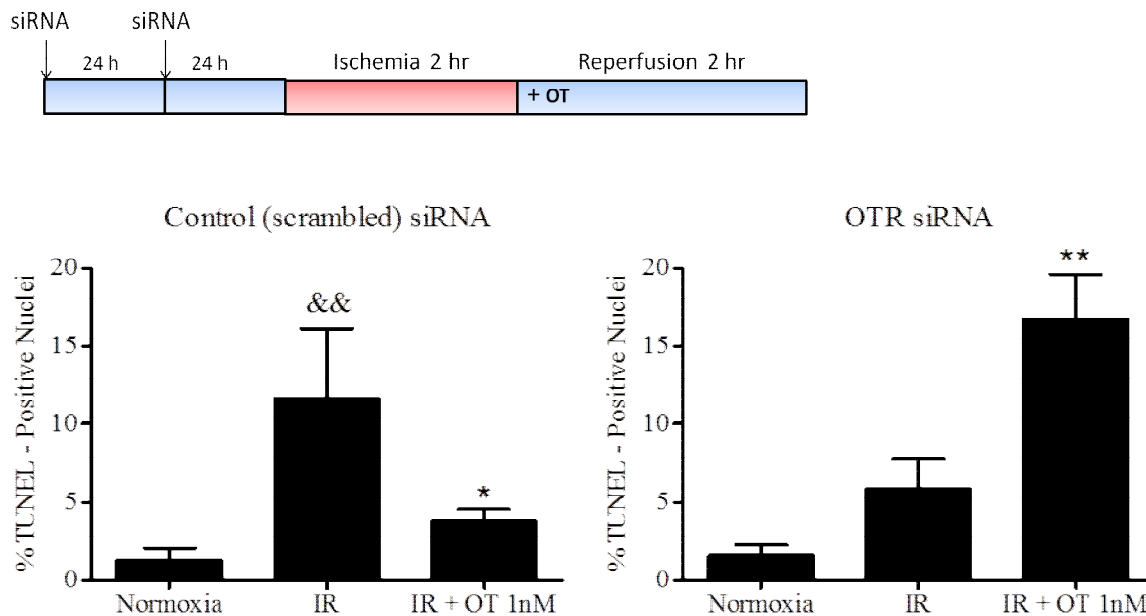 siRNA siRNA
24 h 24 h Ischemia 2 hr Reperfusion 2 hr
+ OT
Control (scrambled) siRNA
% TUNEL - Positive Nuclei
20
15
10
5
0
&&
*
Normoxia IR IR + OT 1nM
OTR siRNA
% TUNEL - Positive Nuclei
20
15
10
5
0
**
Normoxia IR IR + OT 1nM